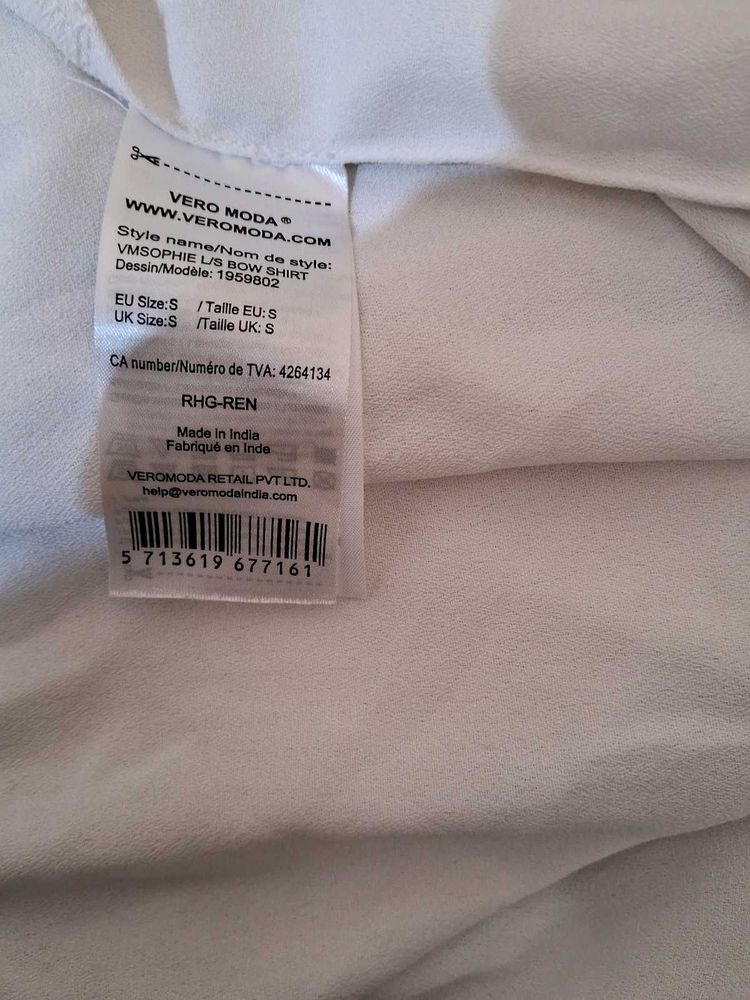 VERO MODA ®
WWW.VEROMODA.COM
Style name/Nom de style:
VMSOPHIE L/S BOW SHIRT
Dessin/Modèle: 1959802
EU Size:S / Taille EU: S
UK Size:S /Taille UK: S
CA number/Numéro de TVA: 4264134
RHG-REN
Made in India
Fabriqué en Inde
VEROMODA RETAIL PVT LTD.
help@veromodaindia.com
5 713619 677161